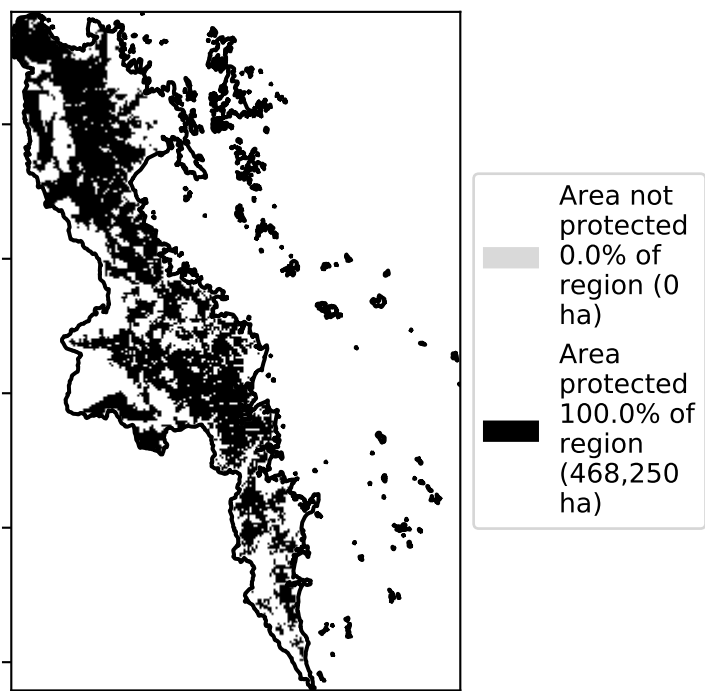 Area not
protected
0.0% of
region (0
ha)
Area
protected
100.0% of
region
(468,250
ha)